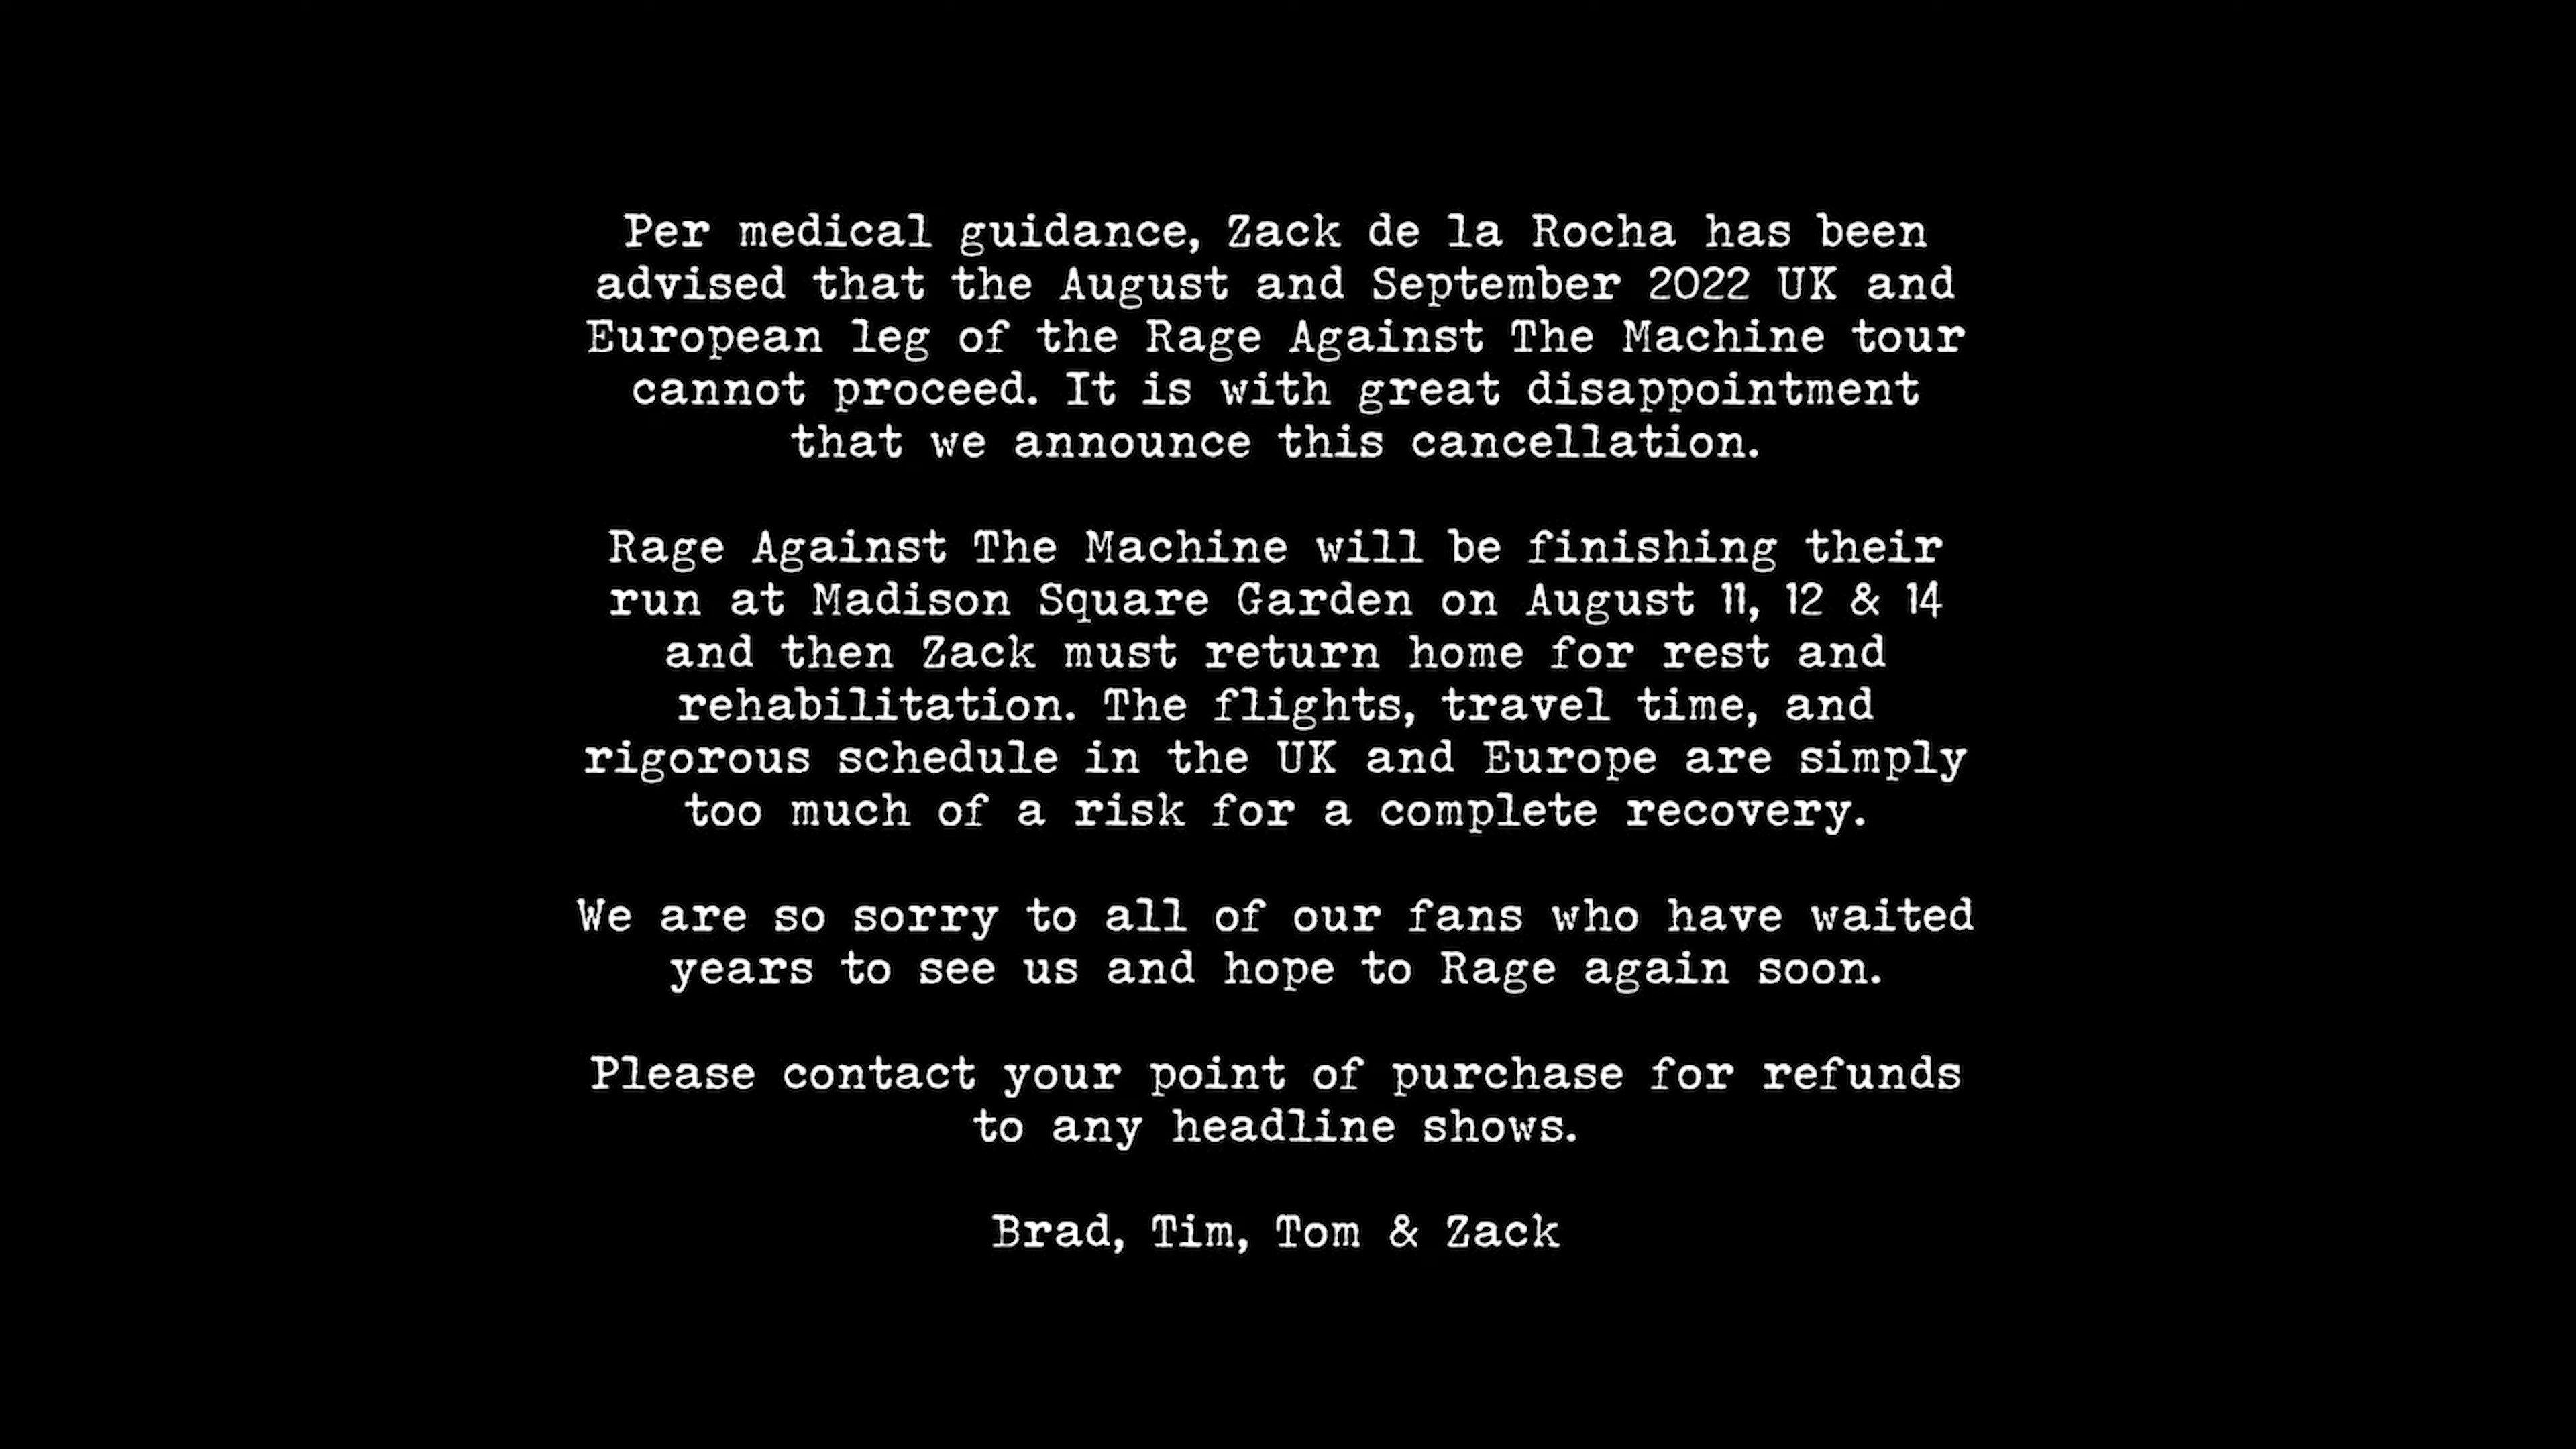 Per medical guidance, Zack de la Rocha has been
advised that the August and September 2022 UK and
European leg of the Rage Against The Machine tour
cannot proceed. It is with great disappointment
that we announce this cancellation.
Rage Against The Machine will be finishing their
run at Madison Square Garden on August 11, 12 & 14
and then Zack must return home for rest and
rehabilitation. The flights, travel time, and
rigorous schedule in the UK and Europe are simply
too much of a risk for a complete recovery.
We are so sorry to all of our fans who have waited
years to see us and hope to Rage again soon.
Please contact your point of purchase for refunds
to any headline shows.
Brad, Tim, Tom & Zack